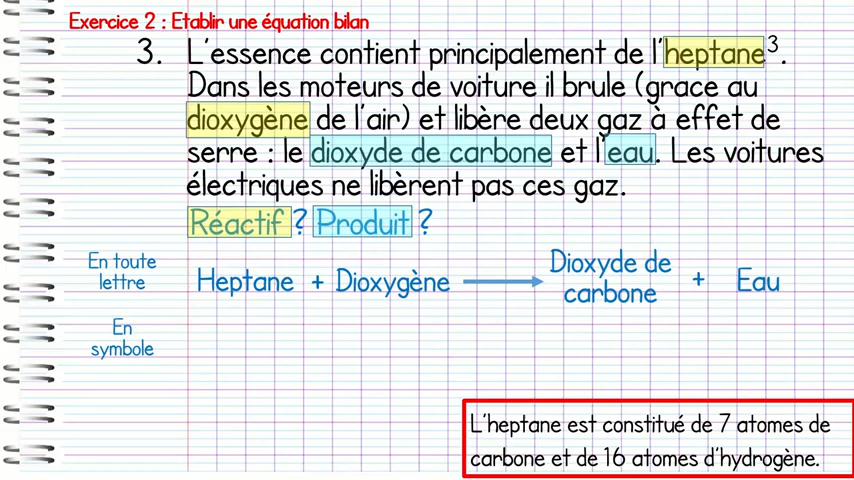 Exercice 2 : Etablir une équation bilan
3. L'essence contient principalement de l'heptane³.
Dans les moteurs de voiture il brule (grace au
dioxygène de l'air) et libère deux gaz à effet de
serre : le dioxyde de carbone et l'eau. Les voitures
électriques ne libèrent pas ces gaz.
Réactif ? Produit ?
En toute
lettre
Heptane + Dioxygène
Dioxyde de
carbone
+ Eau
En
symbole
L'heptane est constitué de 7 atomes de
carbone et de 16 atomes d'hydrogène.